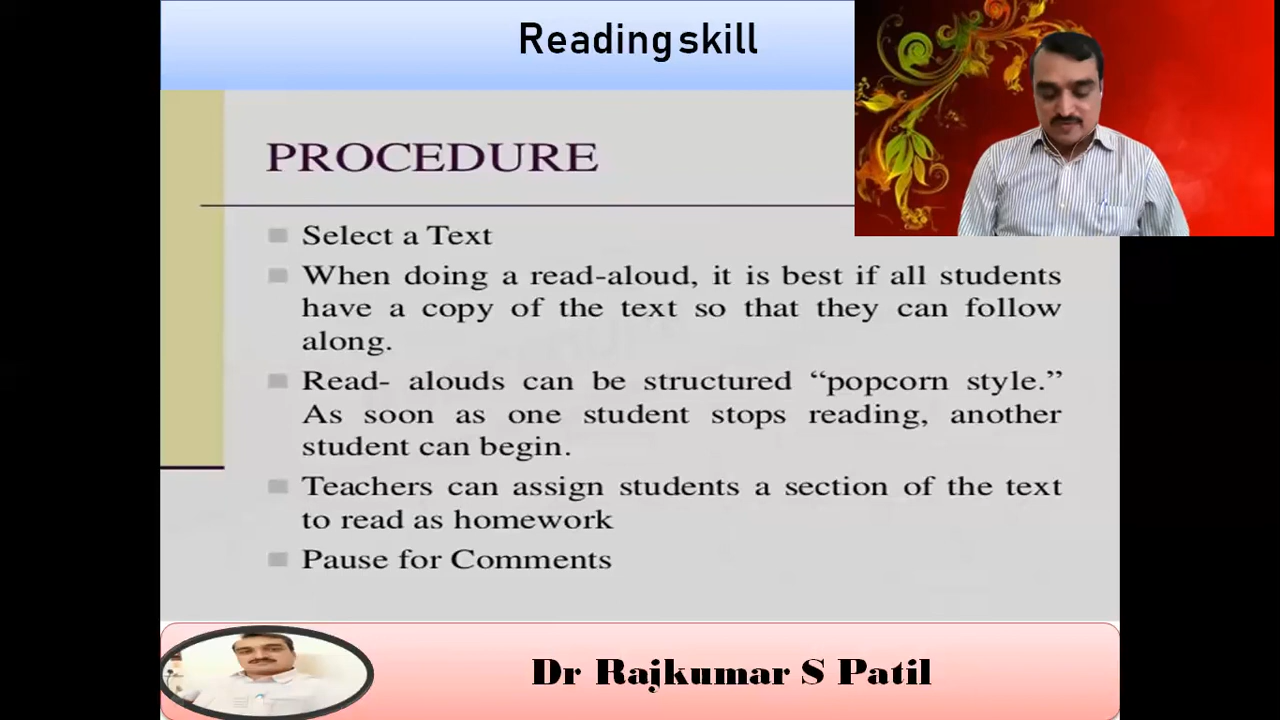 Reading skill
PROCEDURE
Select a Text
When doing a read-aloud, it is best if all students
have a copy of the text so that they can follow
along.
Read- alouds can be structured “popcorn style.”
As soon as one student stops reading, another
student can begin.
Teachers can assign students a section of the text
to read as homework
Pause for Comments
Dr Rajkumar S Patil